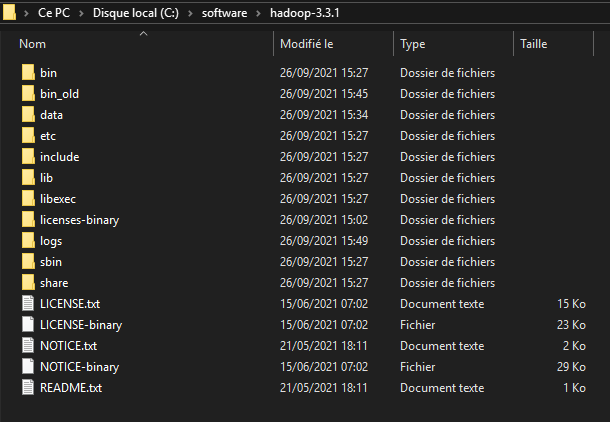 Ce PC > Disque local (C:) > software > hadoop-3.3.1
Nom Modifié le Type Taille
bin 26/09/2021 15:27 Dossier de fichiers
bin_old 26/09/2021 15:45 Dossier de fichiers
data 26/09/2021 15:34 Dossier de fichiers
etc 26/09/2021 15:27 Dossier de fichiers
include 26/09/2021 15:27 Dossier de fichiers
lib 26/09/2021 15:27 Dossier de fichiers
libexec 26/09/2021 15:27 Dossier de fichiers
licenses-binary 26/09/2021 15:02 Dossier de fichiers
logs 26/09/2021 15:49 Dossier de fichiers
sbin 26/09/2021 15:27 Dossier de fichiers
share 26/09/2021 15:27 Dossier de fichiers
LICENSE.txt 15/06/2021 07:02 Document texte 15 Ko
LICENSE-binary 15/06/2021 07:02 Fichier 23 Ko
NOTICE.txt 21/05/2021 18:11 Document texte 2 Ko
NOTICE-binary 15/06/2021 07:02 Fichier 29 Ko
README.txt 21/05/2021 18:11 Document texte 1 Ko